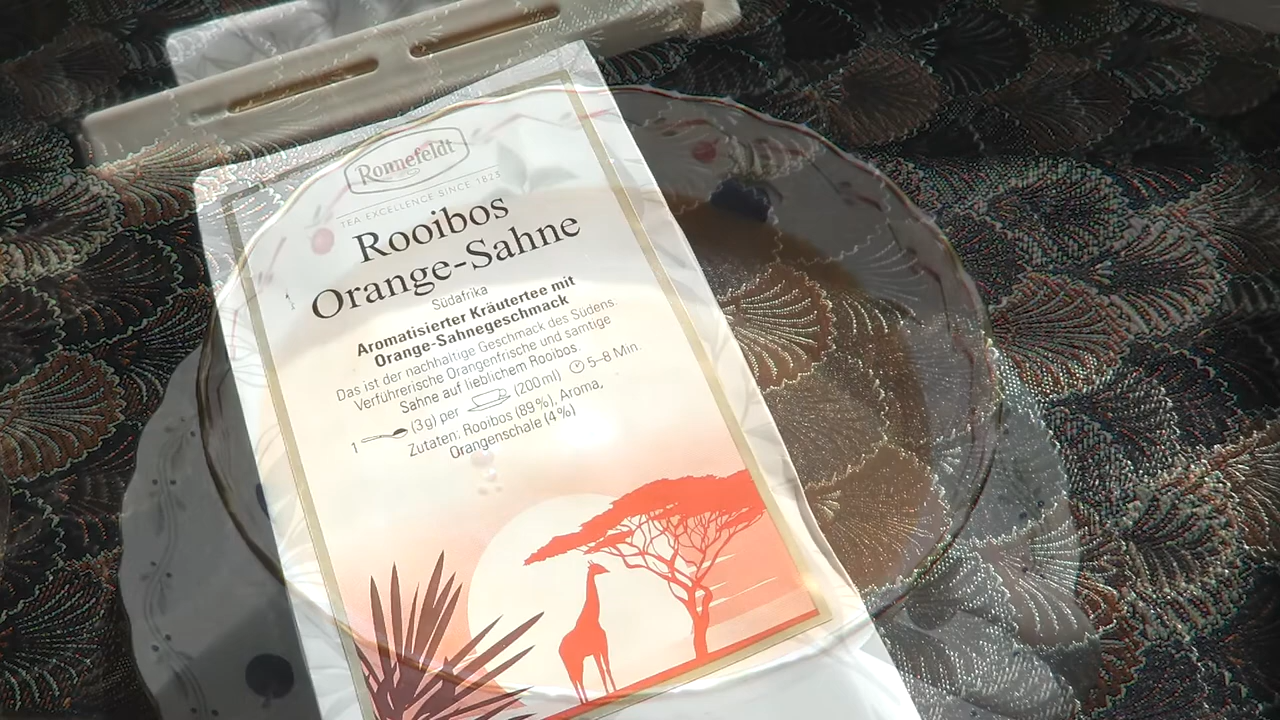 Ronnefeldt
TEA EXCELLENCE SINCE 1823
Rooibos
Orange-Sahne
Südafrika
Aromatisierter Kräutertee mit
Orange-Sahnegeschmack
Das ist der nachhaltige Geschmack des Südens.
Verführerische Orangenfrische und samtige
Sahne auf lieblichem Rooibos.
1 (3g) per (200ml) 5–8 Min.
Zutaten: Rooibos (89%), Aroma,
Orangenschale (4%)